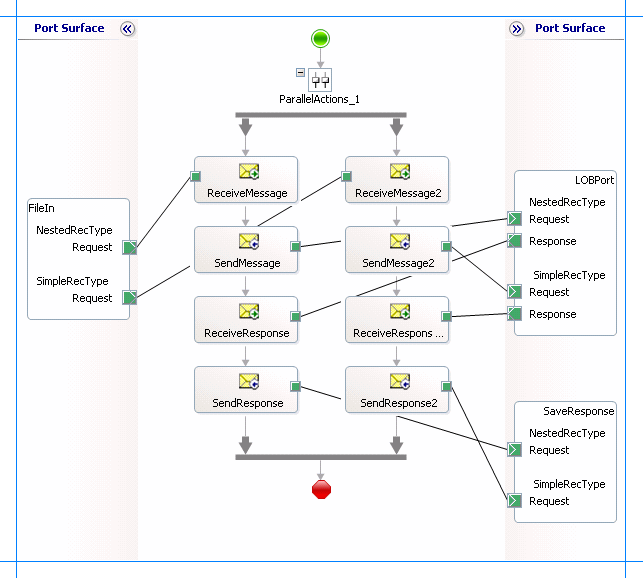 Port Surface
Port Surface
ParallelActions_1
ReceiveMessage
ReceiveMessage2
SendMessage
SendMessage2
ReceiveResponse
ReceiveRespons ...
SendResponse
SendResponse2
FileIn
NestedRecType
Request
SimpleRecType
Request
LOBPort
NestedRecType
Request
Response
SimpleRecType
Request
Response
SaveResponse
NestedRecType
Request
SimpleRecType
Request